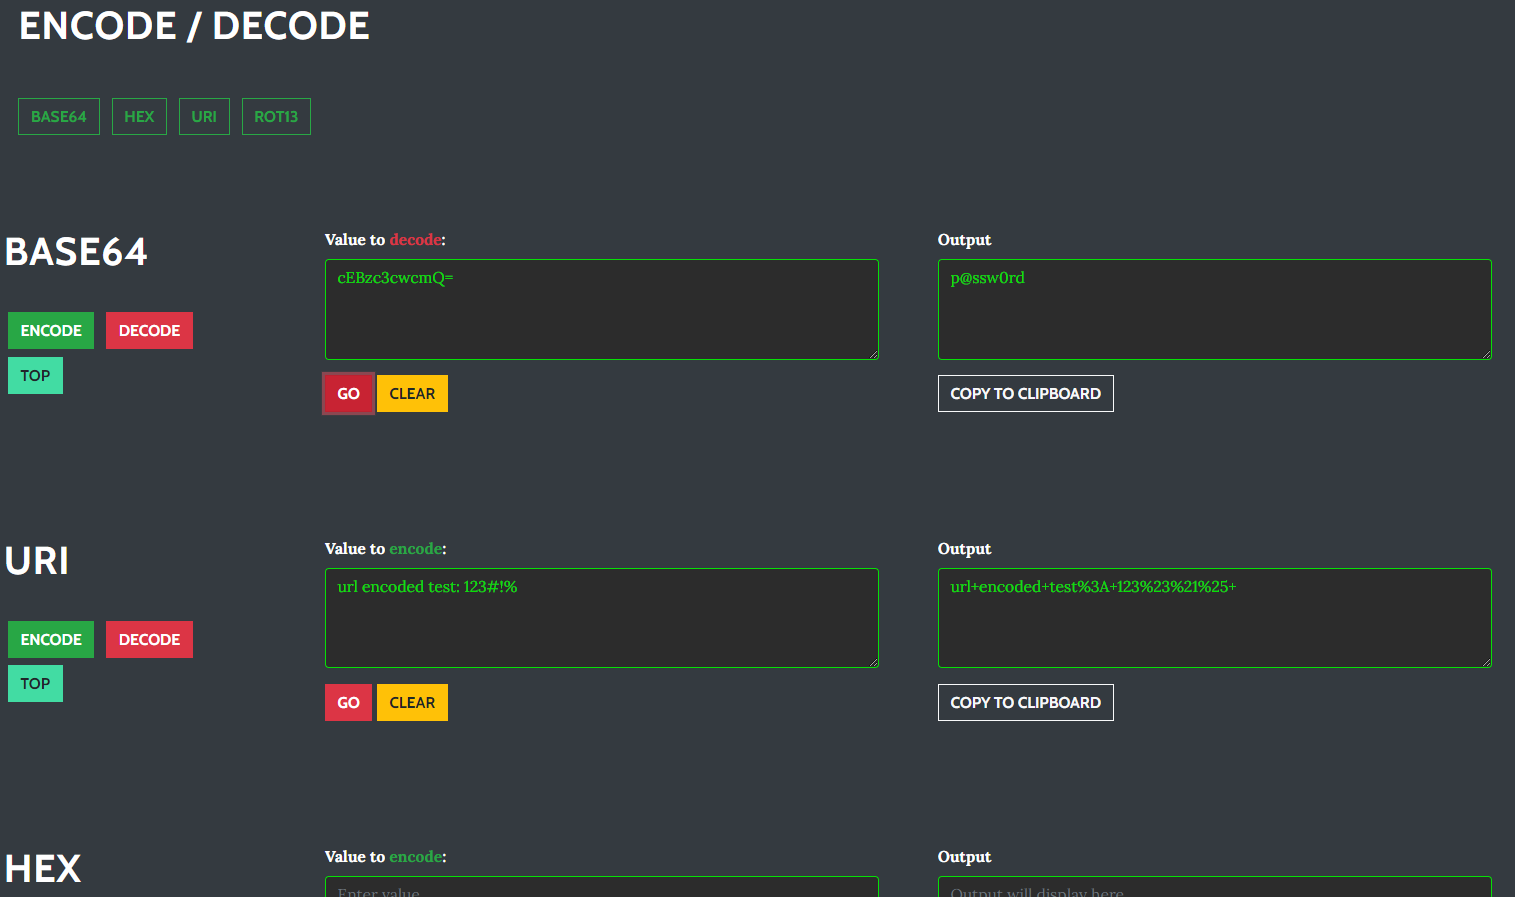 ENCODE / DECODE
BASE64 HEX URI ROT13
BASE64
ENCODE DECODE
TOP
Value to decode:
cEBzc3cwcmQ=
GO CLEAR
Output
p@ssw0rd
COPY TO CLIPBOARD
URI
ENCODE DECODE
TOP
Value to encode:
url encoded test: 123#!%
GO CLEAR
Output
url+encoded+test%3A+123%23%21%25+
COPY TO CLIPBOARD
HEX
Value to encode:
Enter value
Output
Output will display here